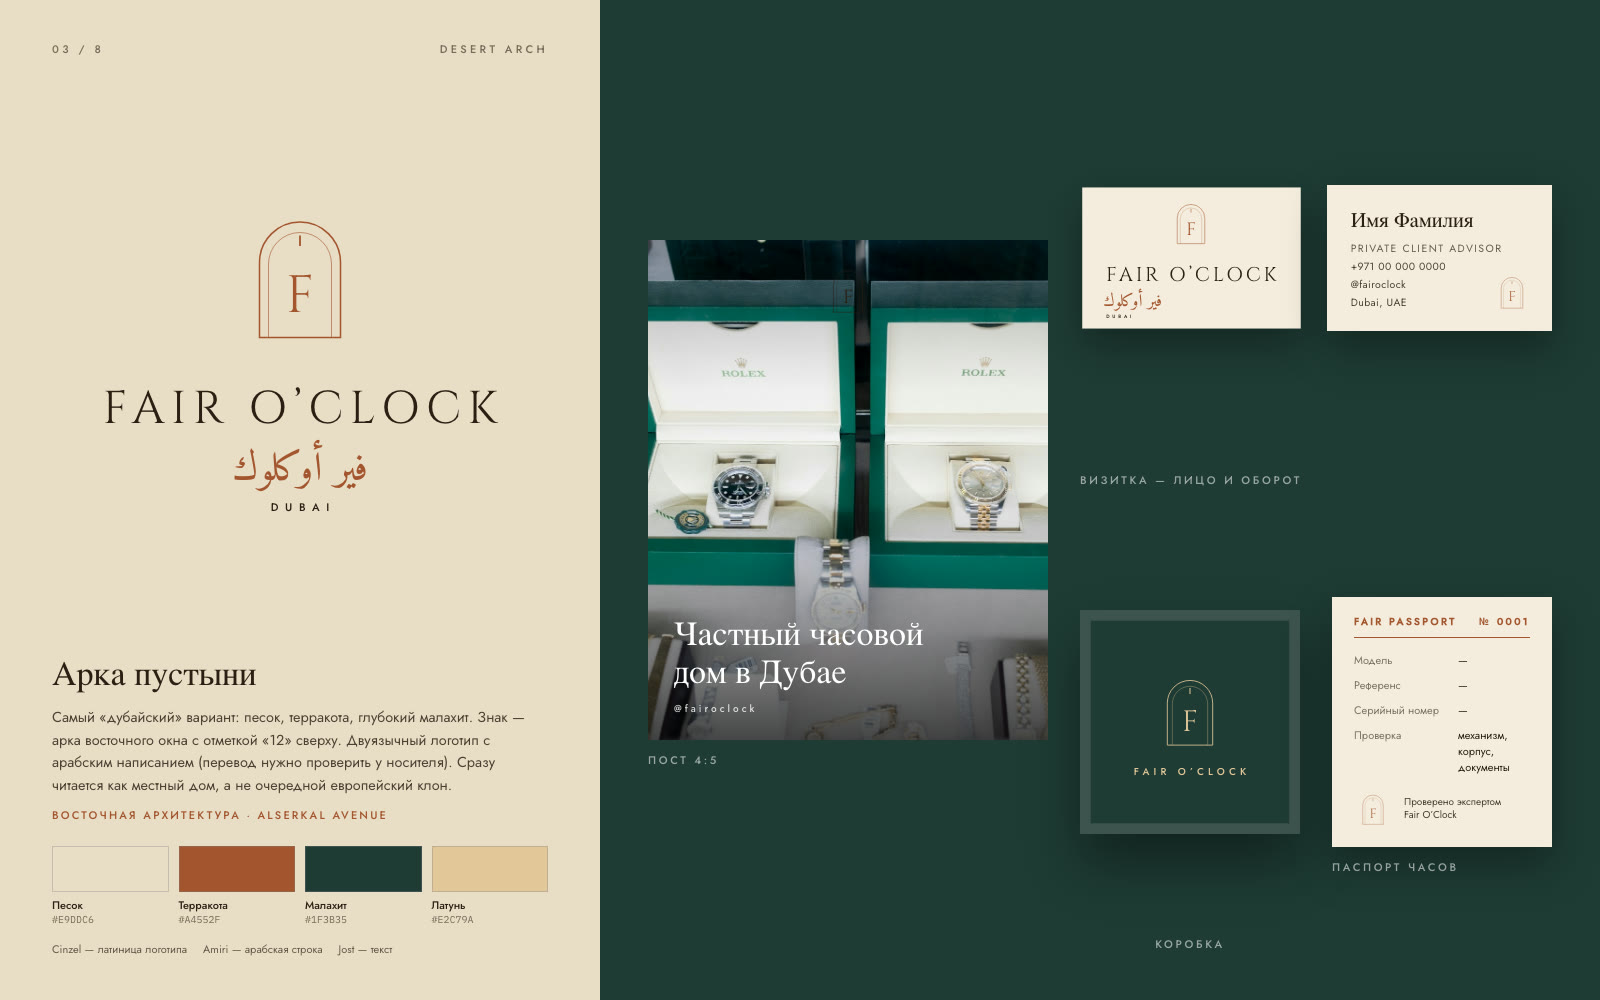 03 / 8
DESERT ARCH
F
FAIR O’CLOCK
فير أوكلوك
DUBAI
Арка пустыни
Самый «дубайский» вариант: песок, терракота, глубокий малахит. Знак —
арка восточного окна с отметкой «12» сверху. Двуязычный логотип с
арабским написанием (перевод нужно проверить у носителя). Сразу
читается как местный дом, а не очередной европейский клон.
ВОСТОЧНАЯ АРХИТЕКТУРА · ALSERKAL AVENUE
Песок
#E9DDC6
Терракота
#A4552F
Малахит
#1F3B35
Латунь
#E2C79A
Cinzel — латиница логотипа
Amiri — арабская строка
Jost — текст
F
ROLEX
ROLEX
Частный часовой
дом в Дубае
@fairoclock
ПОСТ 4:5
F
FAIR O’CLOCK
فير أوكلوك
DUBAI
Имя Фамилия
PRIVATE CLIENT ADVISOR
+971 00 000 0000
@fairoclock
Dubai, UAE
F
ВИЗИТКА — ЛИЦО И ОБОРОТ
F
FAIR O’CLOCK
КОРОБКА
FAIR PASSPORT
№ 0001
Модель —
Референс —
Серийный номер —
Проверка механизм,
корпус,
документы
F
Проверено экспертом
Fair O’Clock
ПАСПОРТ ЧАСОВ